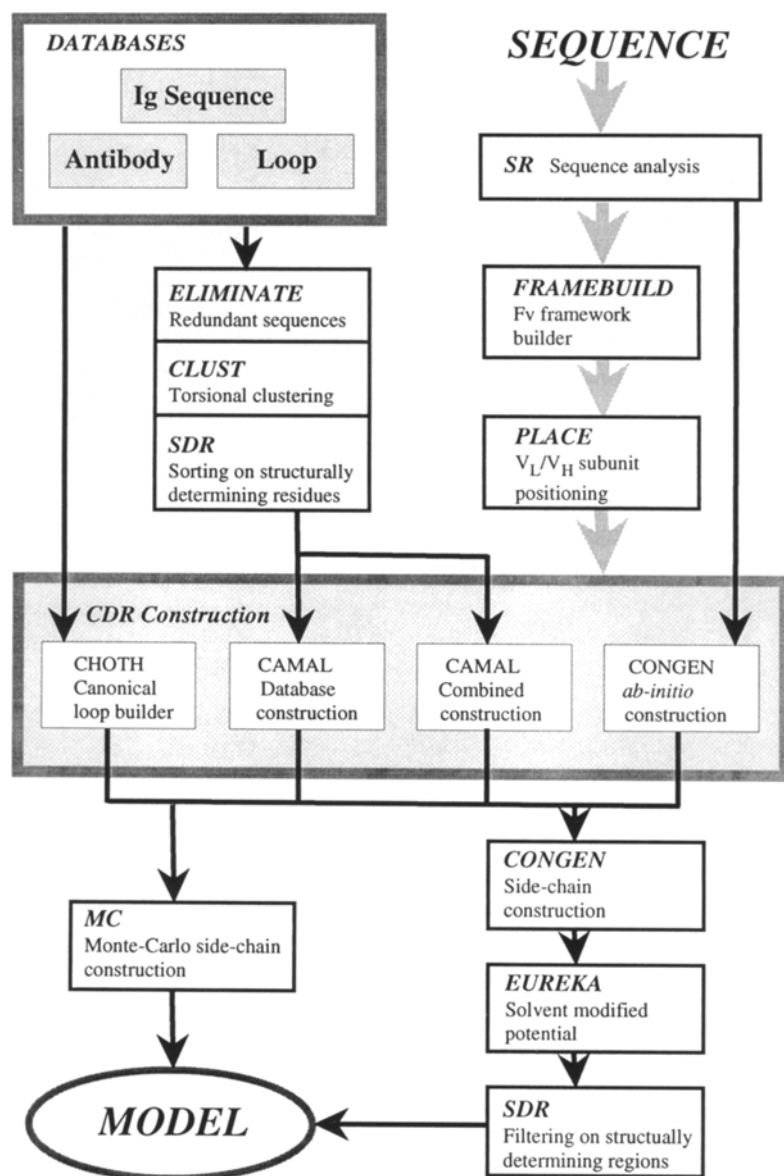 DATABASES
Ig Sequence
Antibody
Loop
SEQUENCE
SR Sequence analysis
ELIMINATE
Redundant sequences
CLUST
Torsional clustering
SDR
Sorting on structurally
determining residues
FRAMEBUILD
Fv framework
builder
PLACE
VL/VH subunit
positioning
CDR Construction
CHOTH
Canonical
loop builder
CAMAL
Database
construction
CAMAL
Combined
construction
CONGEN
ab-initio
construction
MC
Monte-Carlo side-chain
construction
CONGEN
Side-chain
construction
EUREKA
Solvent modified
potential
SDR
Filtering on structually
determining regions
MODEL